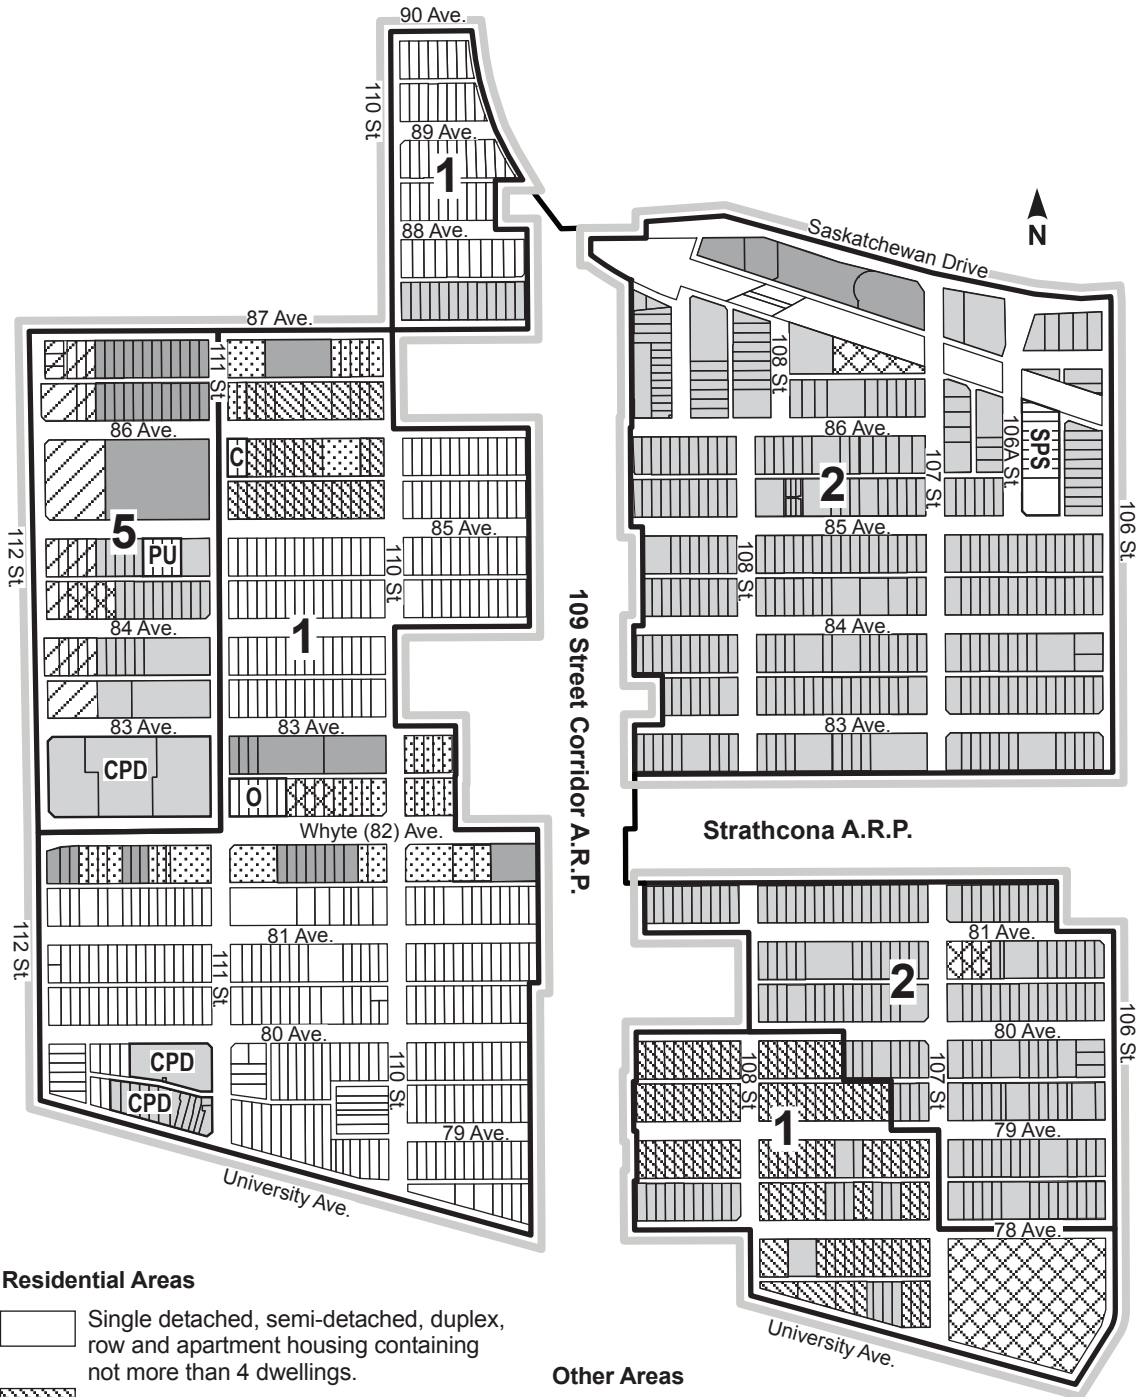 90 Ave.
110 St.
89 Ave.
1
88 Ave.
N
Saskatchewan Drive
87 Ave.
111 St.
108 St.
86 Ave.
86 Ave.
106A St.
SPS
C
107 St.
2
5
PU
85 Ave.
85 Ave.
112 St.
110 St.
108 St.
106 St.
84 Ave.
84 Ave.
1
109 Street Corridor A.R.P.
83 Ave.
83 Ave.
83 Ave.
CPD
O
Whyte (82) Ave.
Strathcona A.R.P.
81 Ave.
81 Ave.
112 St.
111 St.
2
80 Ave.
80 Ave.
106 St.
CPD
110 St.
108 St.
107 St.
CPD
79 Ave.
1
79 Ave.
University Ave.
78 Ave.
University Ave.
Residential Areas
Single detached, semi-detached, duplex,
row and apartment housing containing
not more than 4 dwellings.
Other Areas